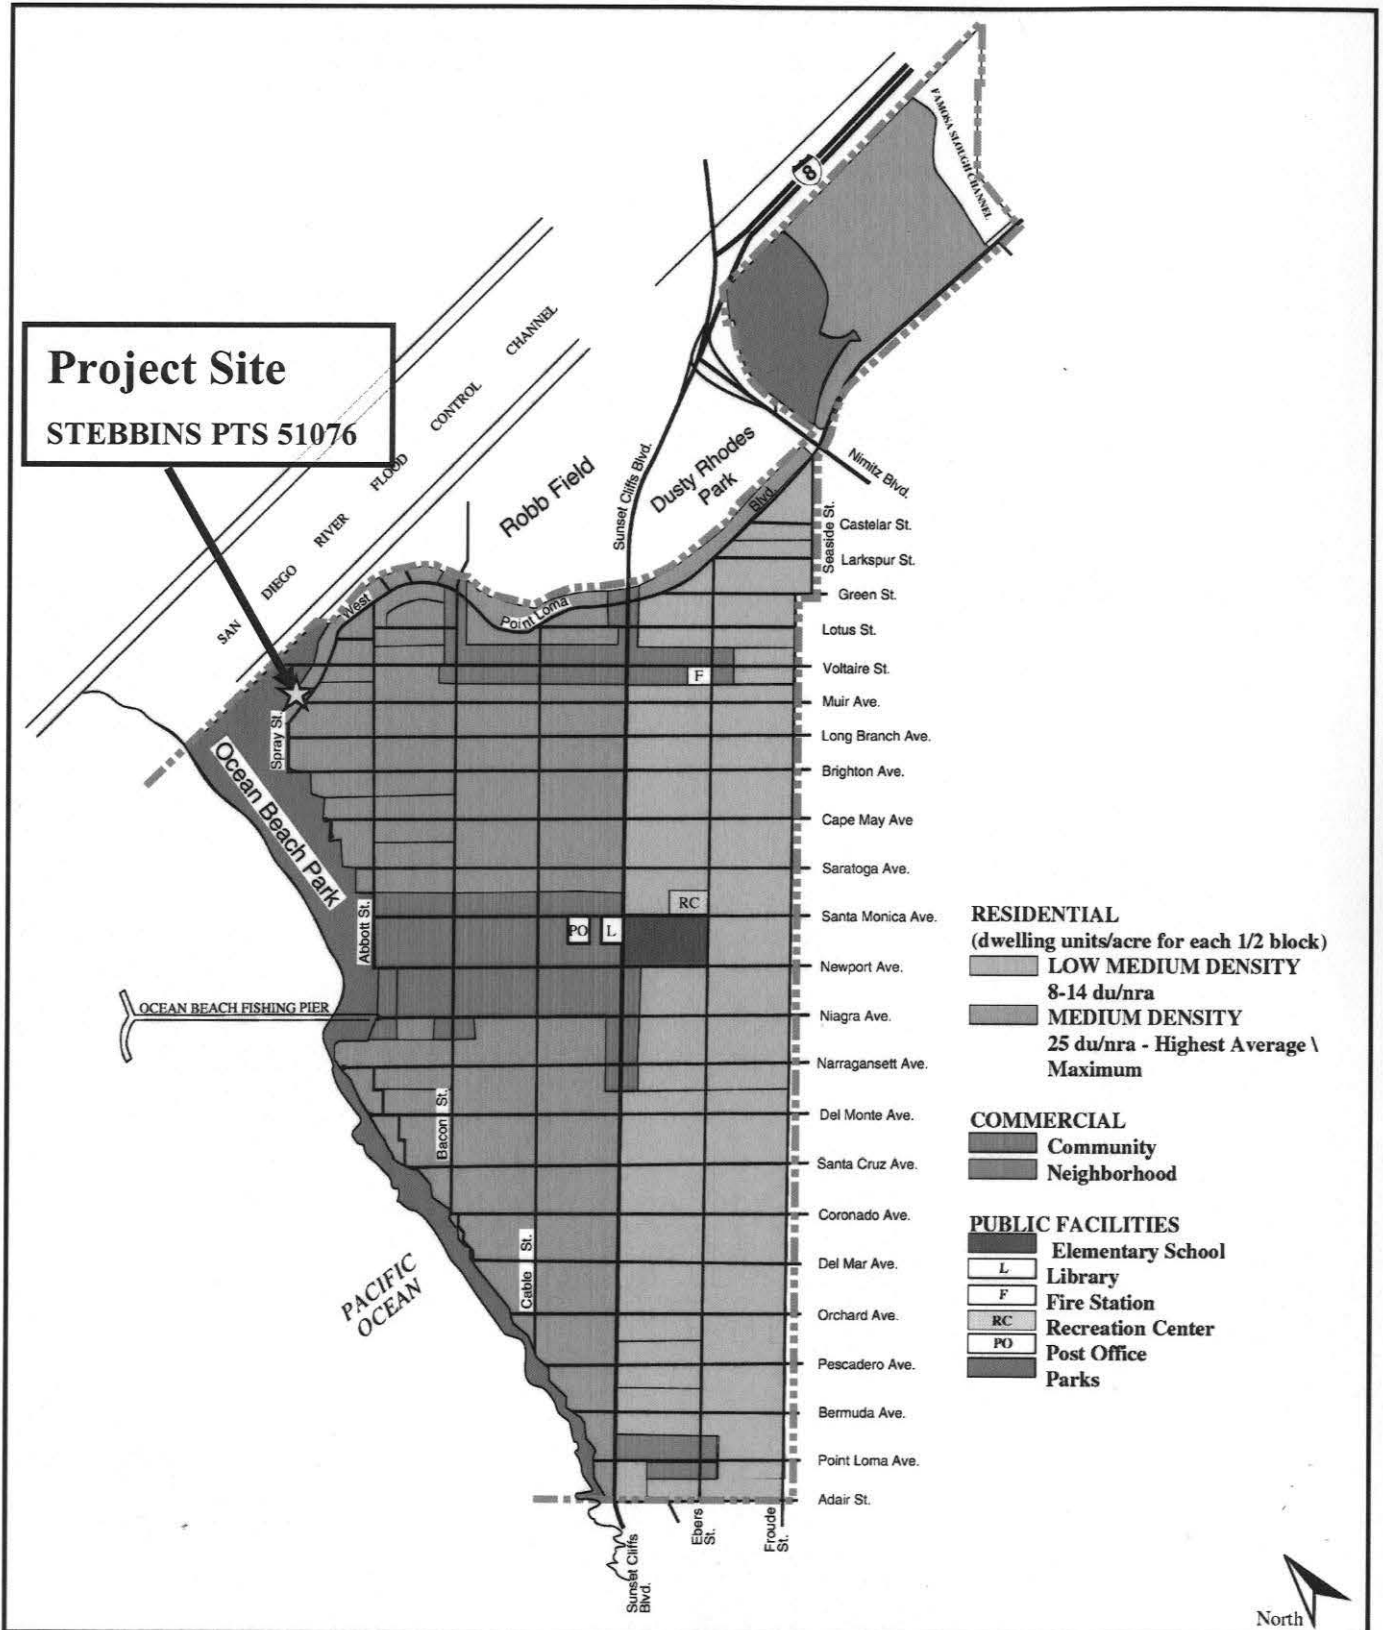 FAMOSA SLOUGH CHANNEL
8
Project Site
STEBBINS PTS 51076
SAN DIEGO RIVER FLOOD CONTROL CHANNEL
Robb Field
Sunset Cliffs Blvd.
Dusty Rhodes
Park
Nimitz Blvd.
West Point Loma Blvd.
Seaside St.
Castelar St.
Larkspur St.
Green St.
Lotus St.
Voltaire St.
F
Muir Ave.
Spray St.
Long Branch Ave.
Brighton Ave.
Ocean Beach Park
Cape May Ave
Saratoga Ave.
Abbott St.
RC
PO
L
Santa Monica Ave.
Newport Ave.
OCEAN BEACH FISHING PIER
Niagra Ave.
Narragansett Ave.
Bacon St.
Del Monte Ave.
Santa Cruz Ave.
Coronado Ave.
PACIFIC
OCEAN
Cable St.
Del Mar Ave.
Orchard Ave.
Pescadero Ave.
Bermuda Ave.
Point Loma Ave.
Adair St.
Sunset Cliffs
Blvd.
Ebers
St.
Froude
St.
RESIDENTIAL
(dwelling units/acre for each 1/2 block)
LOW MEDIUM DENSITY
8-14 du/nra
MEDIUM DENSITY
25 du/nra - Highest Average \
Maximum
COMMERCIAL
Community
Neighborhood
PUBLIC FACILITIES
Elementary School
L Library
F Fire Station
RC Recreation Center
PO Post Office
Parks
North